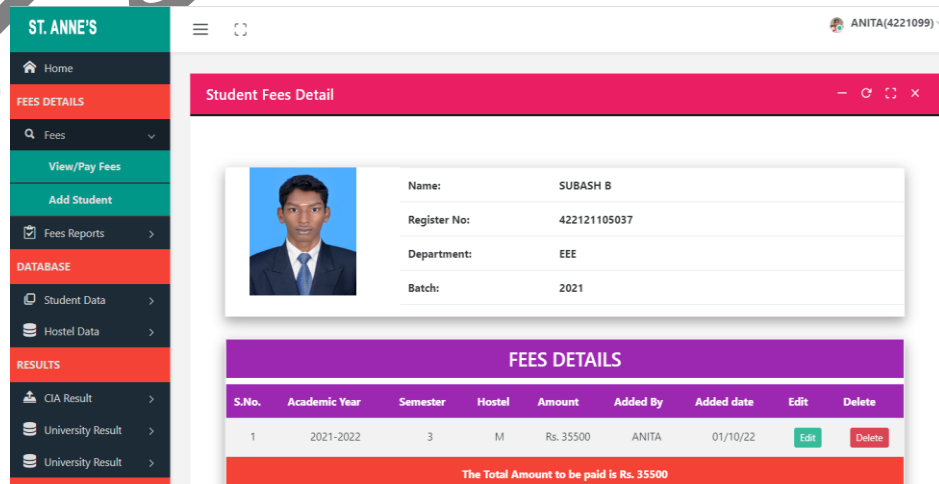 ST. ANNE'S
ANITA(4221099)
Home
FEES DETAILS
Student Fees Detail
Fees
View/Pay Fees
Add Student
Fees Reports
DATABASE
Student Data
Hostel Data
RESULTS
CIA Result
University Result
University Result
Name: SUBASH B
Register No: 422121105037
Department: EEE
Batch: 2021
FEES DETAILS
S.No. Academic Year Semester Hostel Amount Added By Added date Edit Delete
1 2021-2022 3 M Rs. 35500 ANITA 01/10/22 Edit Delete
The Total Amount to be paid is Rs. 35500